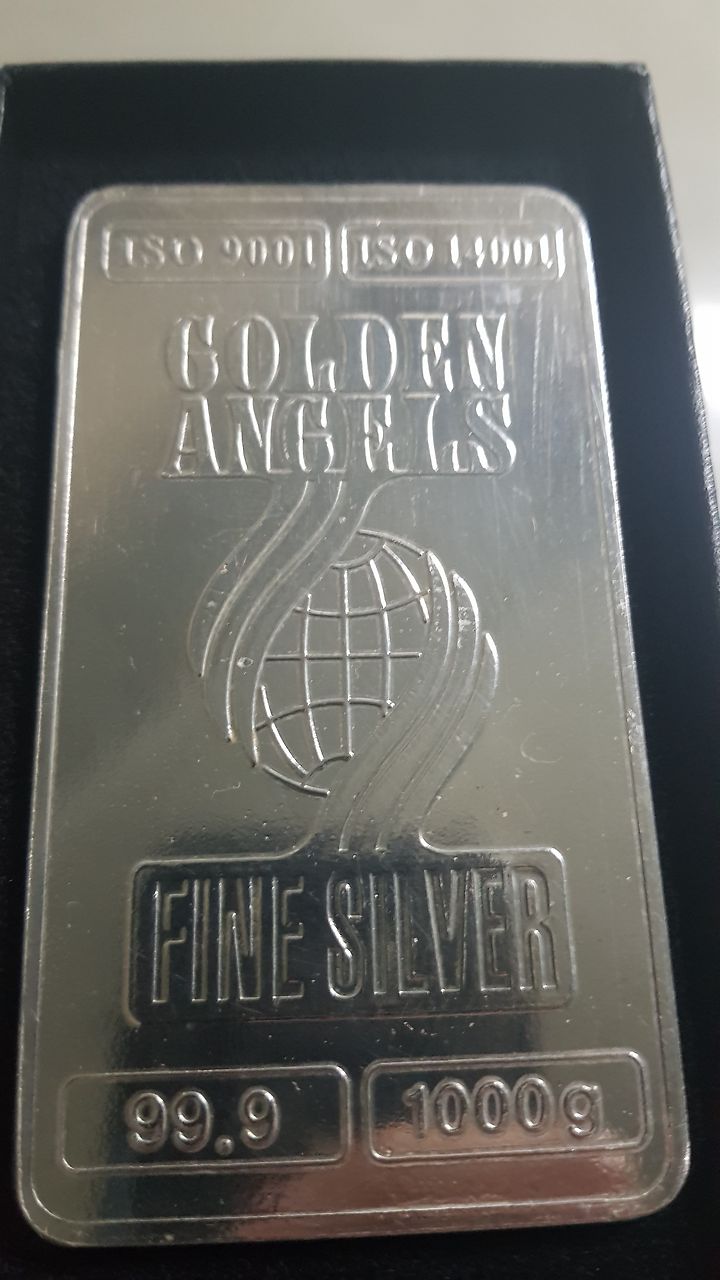 ISO 9001 ISO 14001
GOLDEN
ANGELS
FINE SILVER
99.9 1000g